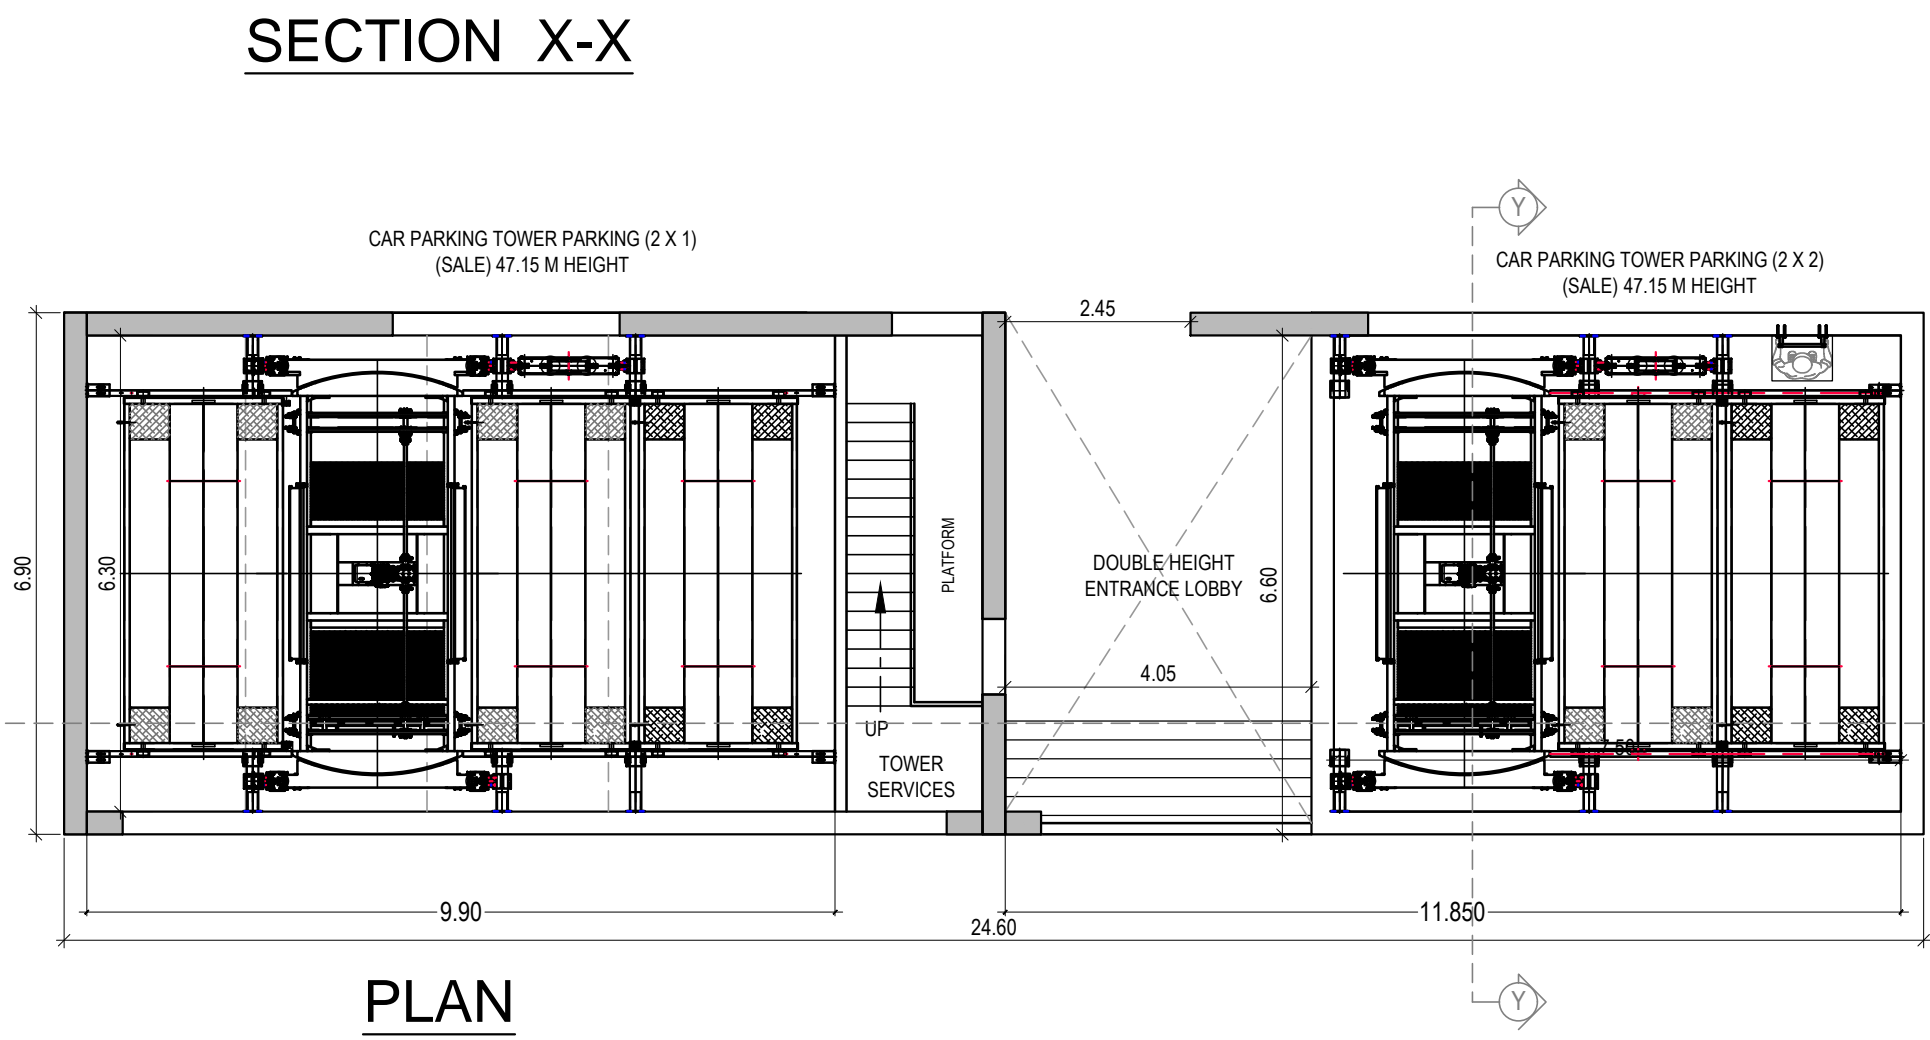 SECTION X-X
Y
CAR PARKING TOWER PARKING (2 X 1)
(SALE) 47.15 M HEIGHT
CAR PARKING TOWER PARKING (2 X 2)
(SALE) 47.15 M HEIGHT
2.45
6.90
6.30
PLATFORM
DOUBLE HEIGHT
ENTRANCE LOBBY
6.60
4.05
UP
TOWER
SERVICES
7.50
9.90
11.850
24.60
PLAN
Y